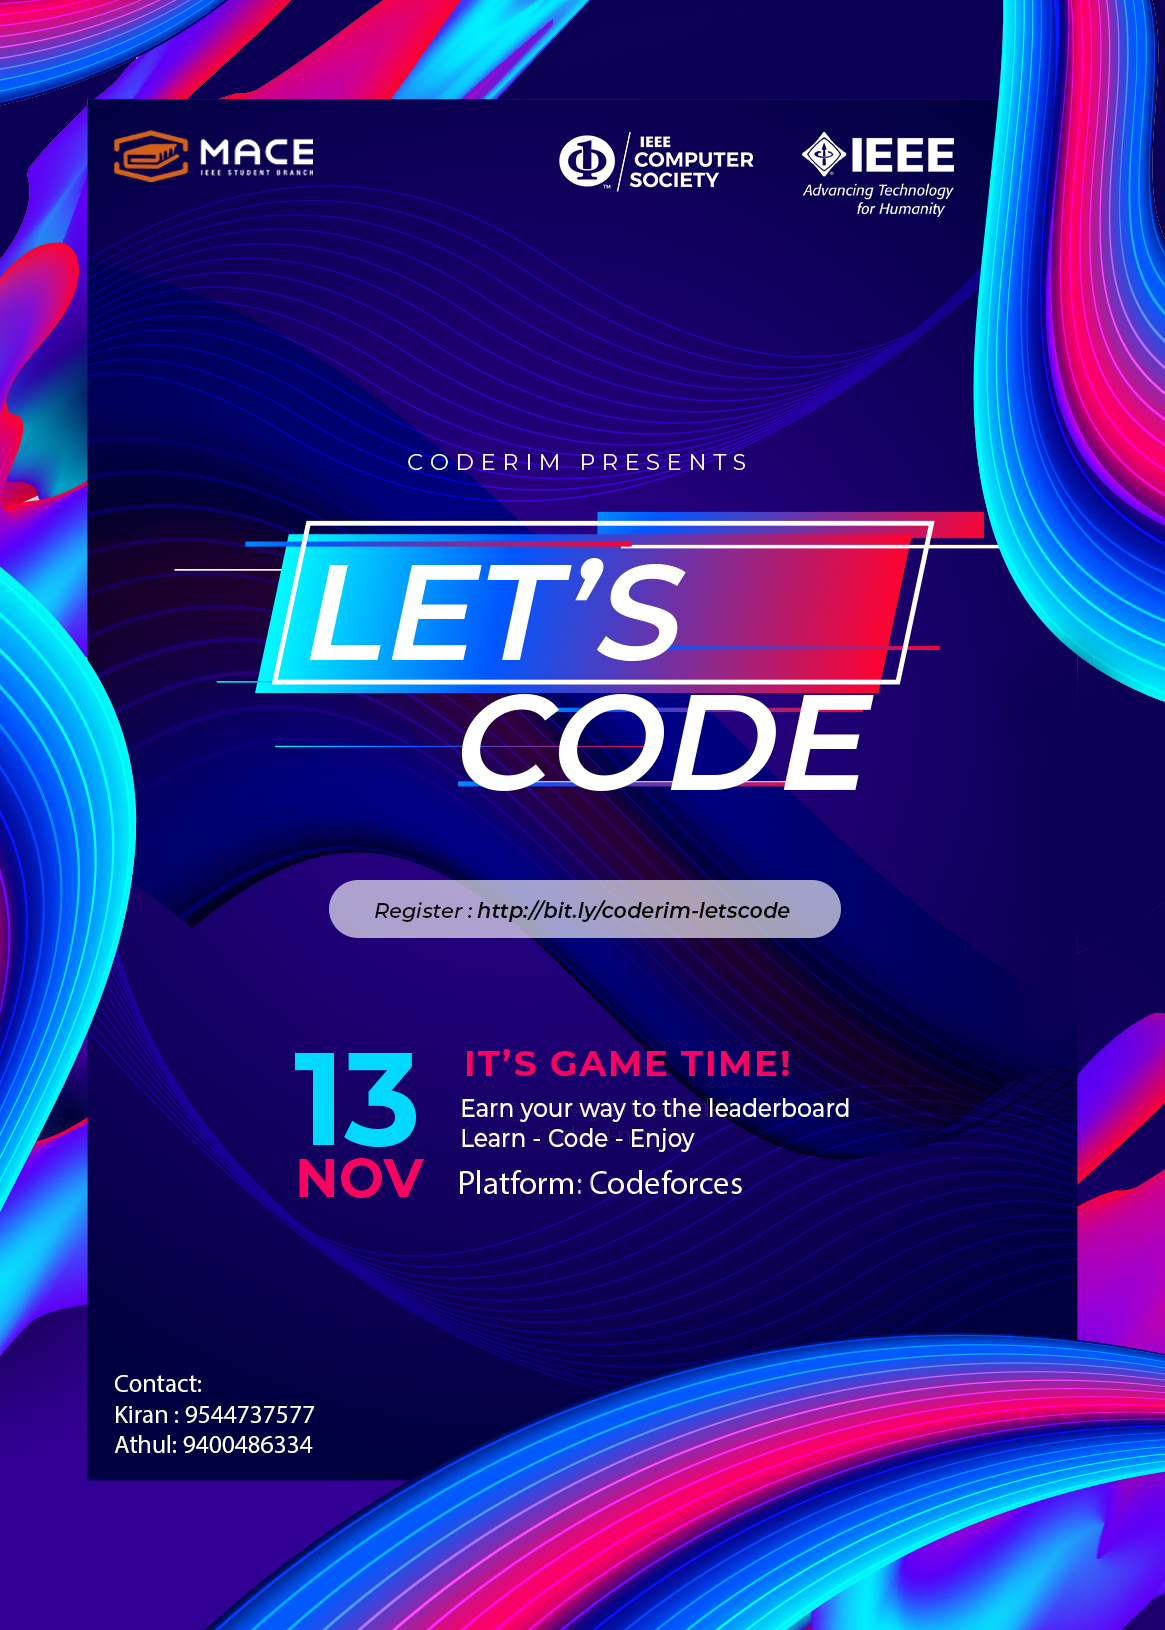 MACE
IEEE STUDENT BRANCH
IEEE
COMPUTER
SOCIETY
TM
IEEE
Advancing Technology
for Humanity
CODERIM PRESENTS
LET'S
CODE
Register : http://bit.ly/coderim-letscode
13
NOV
IT'S GAME TIME!
Earn your way to the leaderboard
Learn - Code - Enjoy
Platform: Codeforces
Contact:
Kiran : 9544737577
Athul: 9400486334